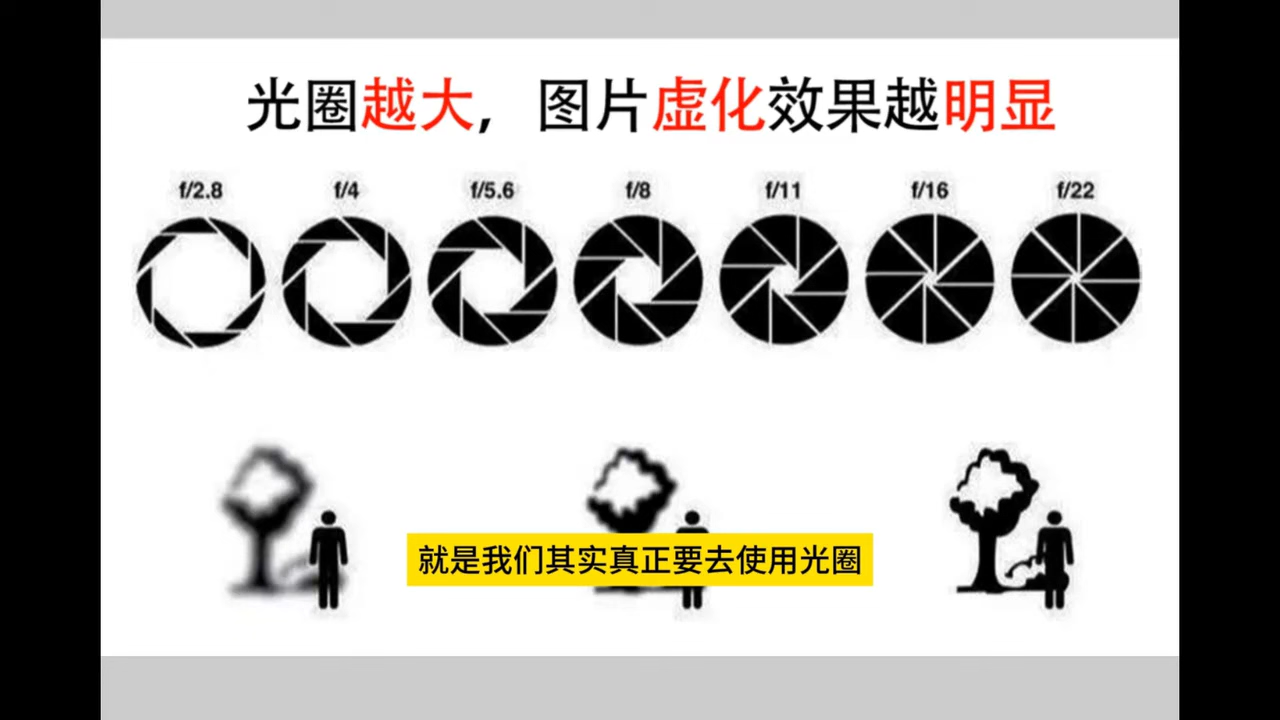 光圈越大，图片虚化效果越明显
f/2.8 f/4 f/5.6 f/8 f/11 f/16 f/22
就是我们其实真正要去使用光圈